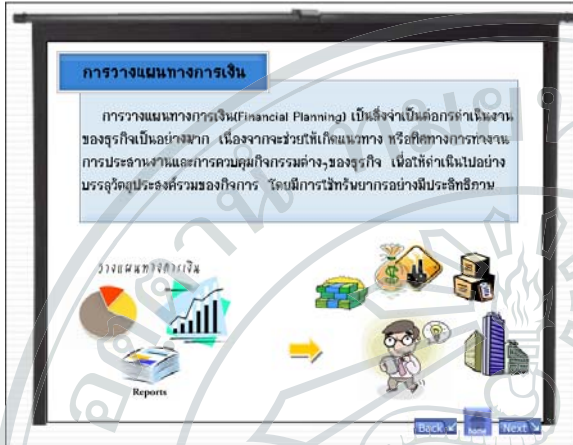 การวางแผนทางการเงิน
การวางแผนทางการเงิน(Financial Planning) เป็นสิ่งจำเป็นต่อการดำเนินงาน
ของธุรกิจเป็นอย่างมาก เนื่องจากจะช่วยให้เกิดแนวทาง หรือทิศทางการทำงาน
การประสานงานและการควบคุมกิจกรรมต่างๆของธุรกิจ เพื่อให้ดำเนินไปอย่าง
บรรลุวัตถุประสงค์รวมของกิจการ โดยมีการใช้ทรัพยากรอย่างมีประสิทธิภาพ
วางแผนทางการเงิน
Reports
Back
home
Next